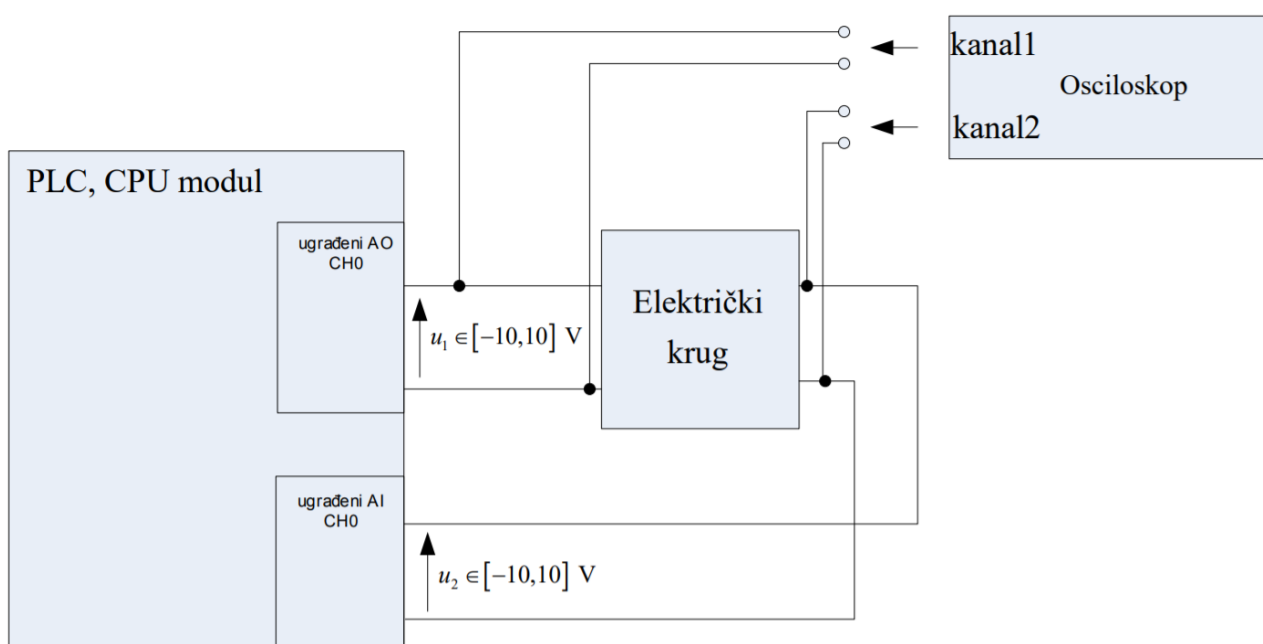 kanal1
Osciloskop
kanal2
PLC, CPU modul
ugrađeni AO
CH0
u₁ ∈[−10,10] V
Električki
krug
ugrađeni AI
CH0
u₂ ∈[−10,10] V